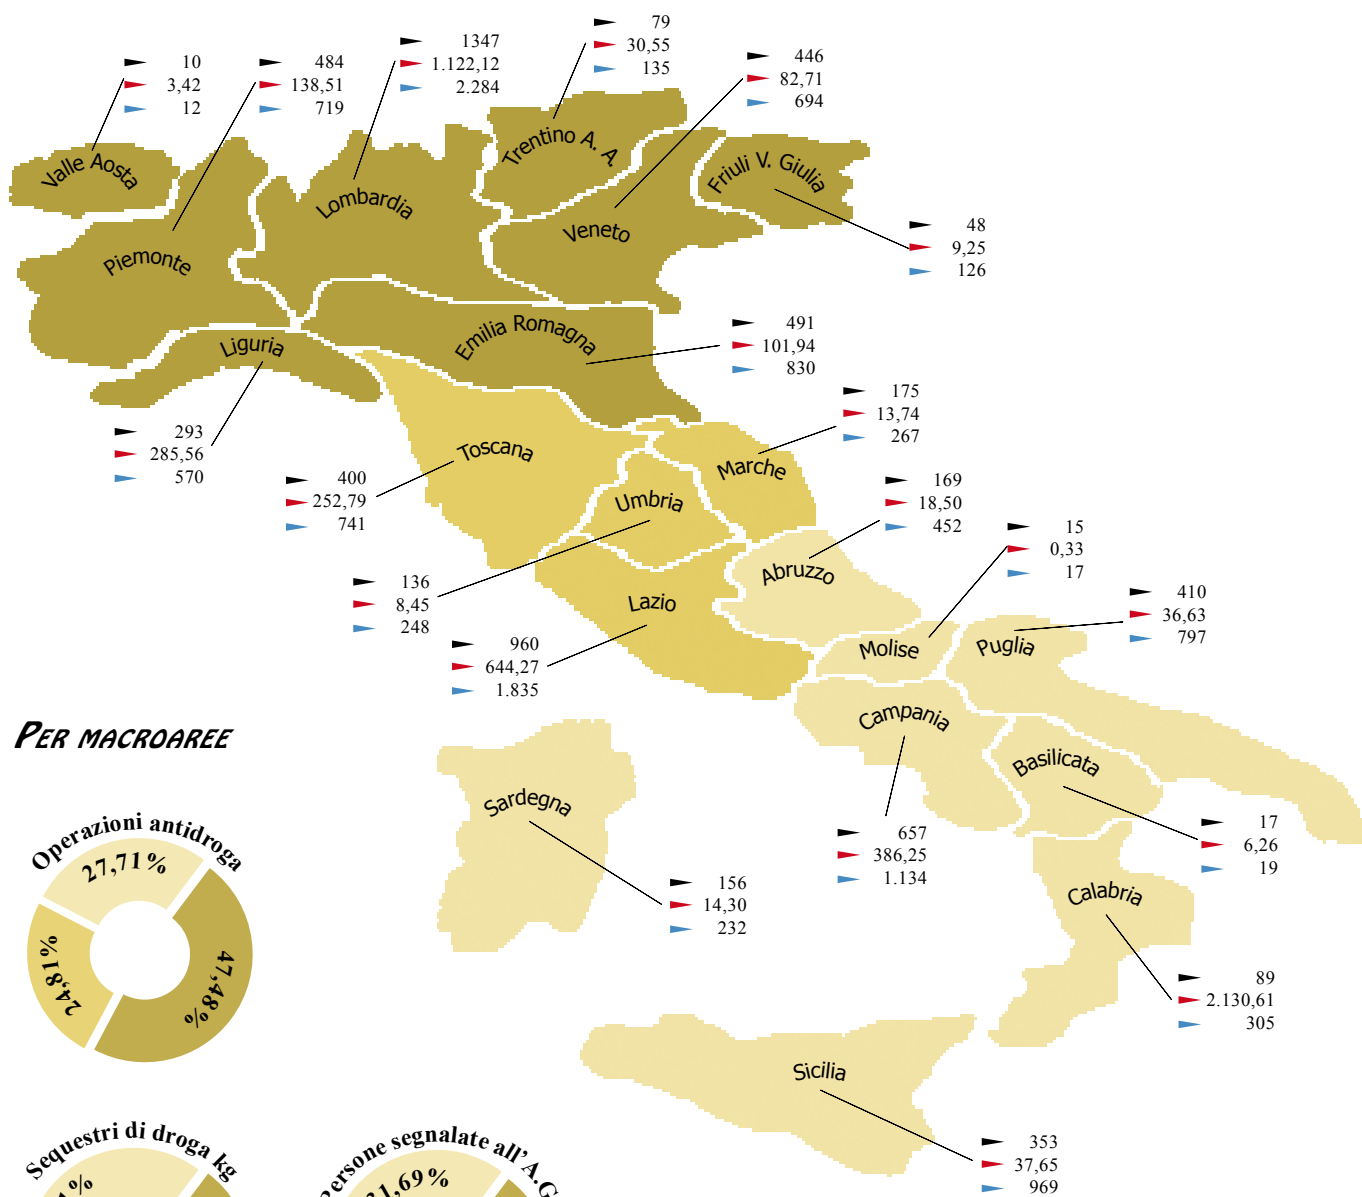 79
30,55
135
1347
1.122,12
2.284
446
82,71
694
10
3,42
12
484
138,51
719
Valle Aosta
Piemonte
Lombardia
Trentino A. A.
Veneto
Friuli V. Giulia
48
9,25
126
Emilia Romagna
491
101,94
830
Liguria
293
285,56
570
175
13,74
267
Toscana
Marche
400
252,79
741
Umbria
169
18,50
452
15
0,33
17
Abruzzo
136
8,45
248
Lazio
410
36,63
797
960
644,27
1.835
Molise
Puglia
PER MACROAREE
Campania
Basilicata
Sardegna
657
386,25
1.134
17
6,26
19
Operazioni antidroga
27,71%
24,81%
47,48%
156
14,30
232
Calabria
89
2.130,61
305
Sicilia
353
37,65
969
Sequestri di droga kg
Persone segnalate all'A.G
31,69%